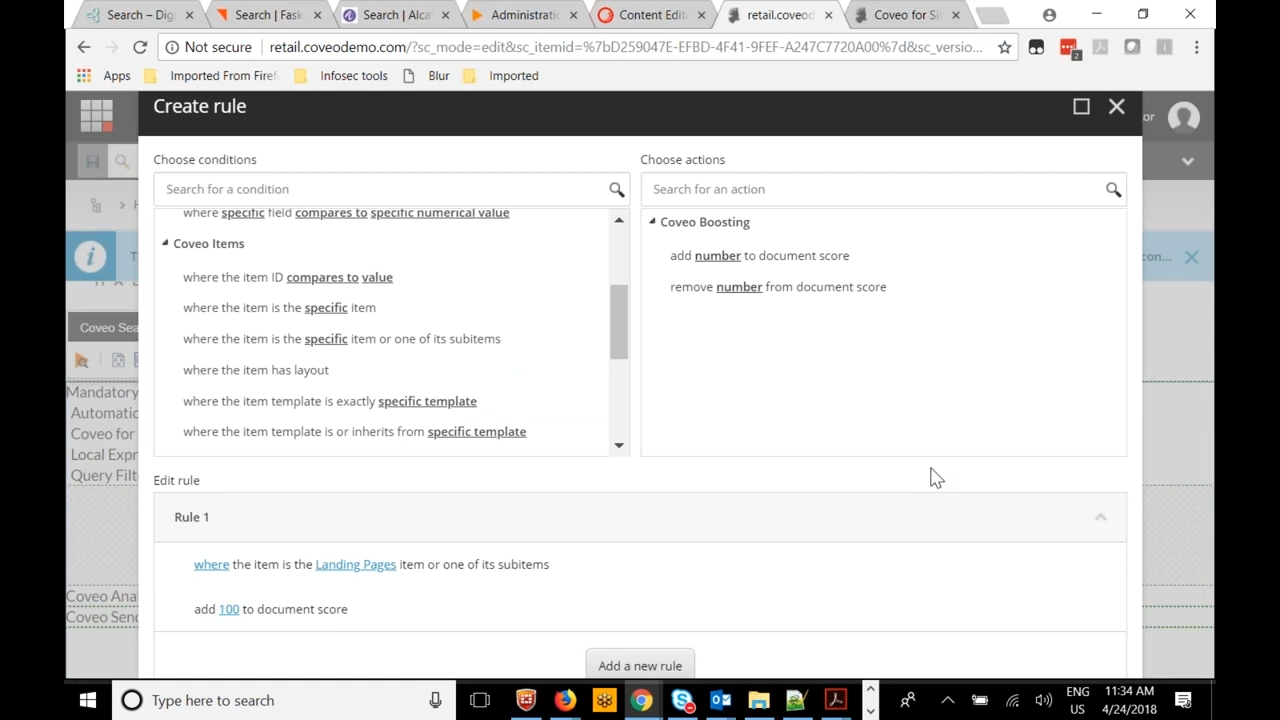 Search – Dig
Search | Fask
Search | Alca
Administratio
Content Edit
retail.coveod
Coveo for Si
Not secure
retail.coveodemo.com/?sc_mode=edit&sc_itemid=%7bD259047E-EFBD-4F41-9FEF-A247C7720A00%7d&sc_versio...
2
Apps
Imported From Firef
Infosec tools
Blur
Imported
Create rule
or
Choose conditions
Choose actions
Search for a condition
Search for an action
where specific field compares to specific numerical value
Coveo Boosting
Coveo Items
add number to document score
con...
where the item ID compares to value
remove number from document score
where the item is the specific item
Coveo Sea
where the item is the specific item or one of its subitems
where the item has layout
Mandatory
where the item template is exactly specific template
Automatic
Coveo for
where the item template is or inherits from specific template
Local Expr
Query Filt
Edit rule
Rule 1
where the item is the Landing Pages item or one of its subitems
Coveo Ana
add 100 to document score
Coveo Send
Add a new rule
Type here to search
ENG
US
11:34 AM
4/24/2018